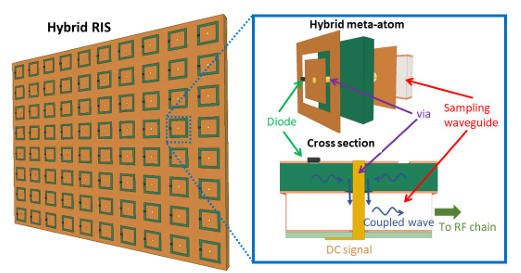 Hybrid RIS
Hybrid meta-atom
Diode
via
Sampling
waveguide
Cross section
Coupled wave
To RF chain
DC signal